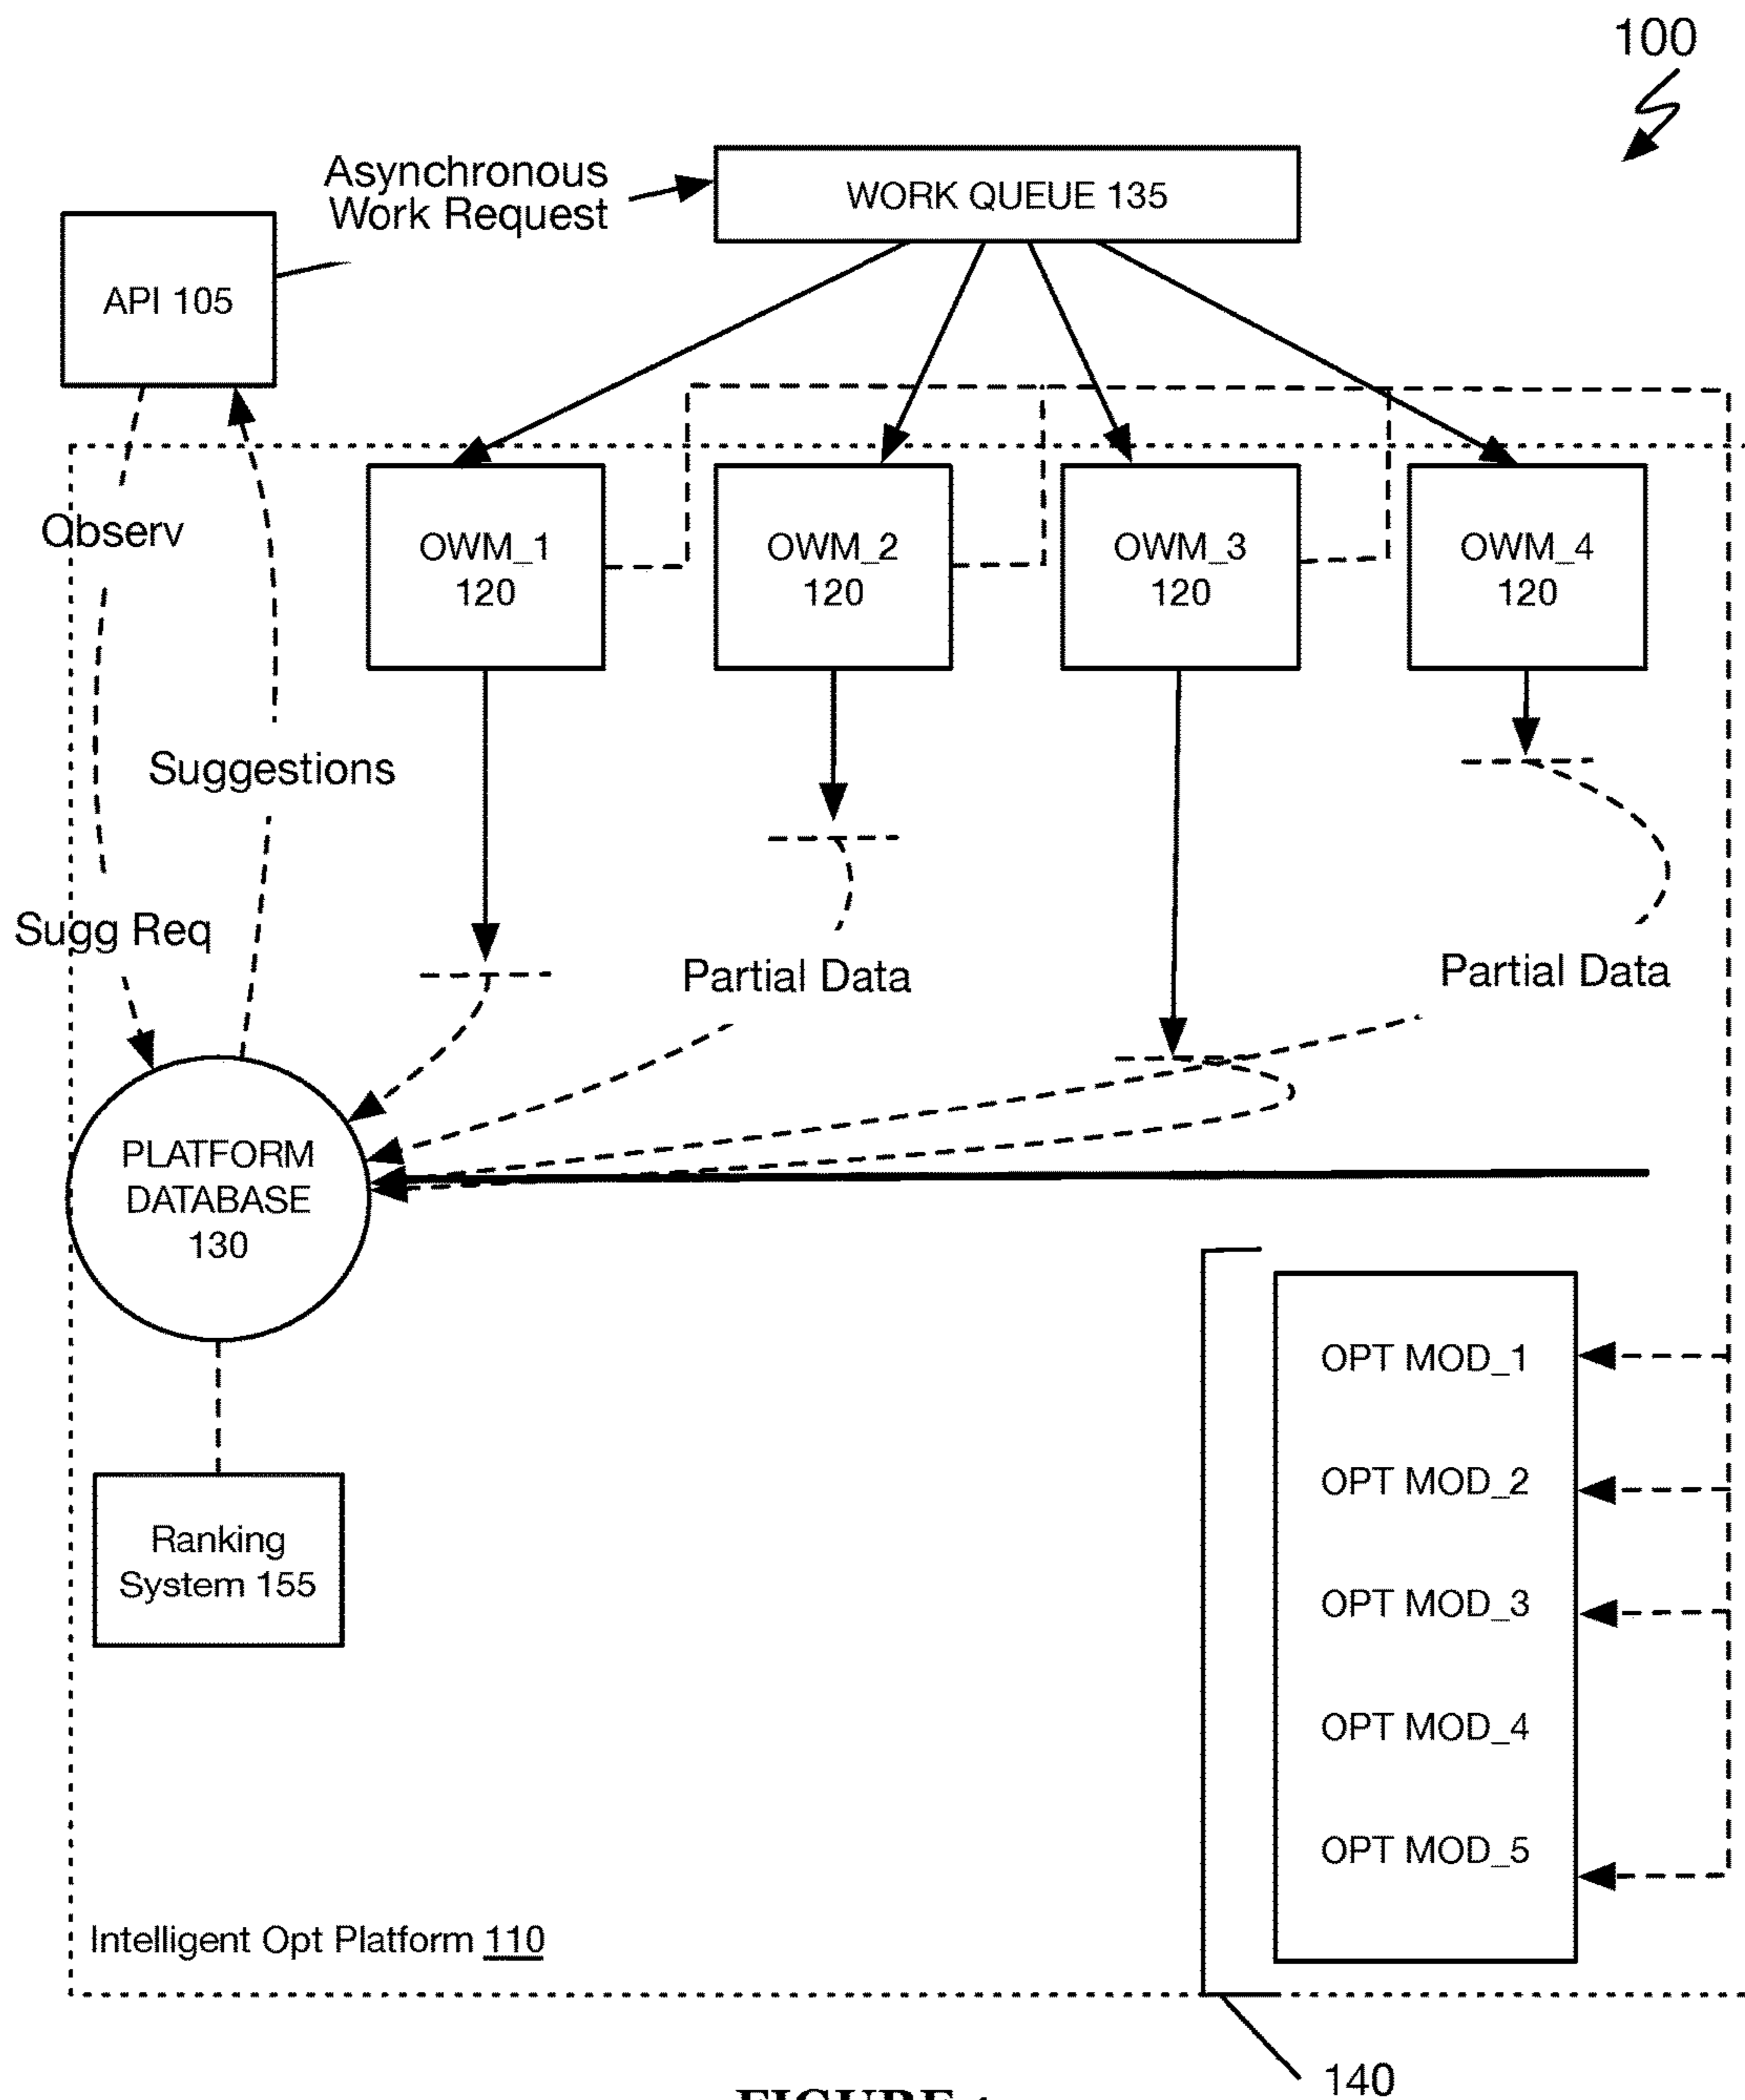 100
Asynchronous
Work Request
WORK QUEUE 135
API 105
Observ
OWM_1
120
OWM_2
120
OWM_3
120
OWM_4
120
Suggestions
Sugg Req
Partial Data
Partial Data
PLATFORM
DATABASE
130
OPT MOD_1
OPT MOD_2
OPT MOD_3
OPT MOD_4
OPT MOD_5
Ranking
System 155
Intelligent Opt Platform 110
140
FIGURE